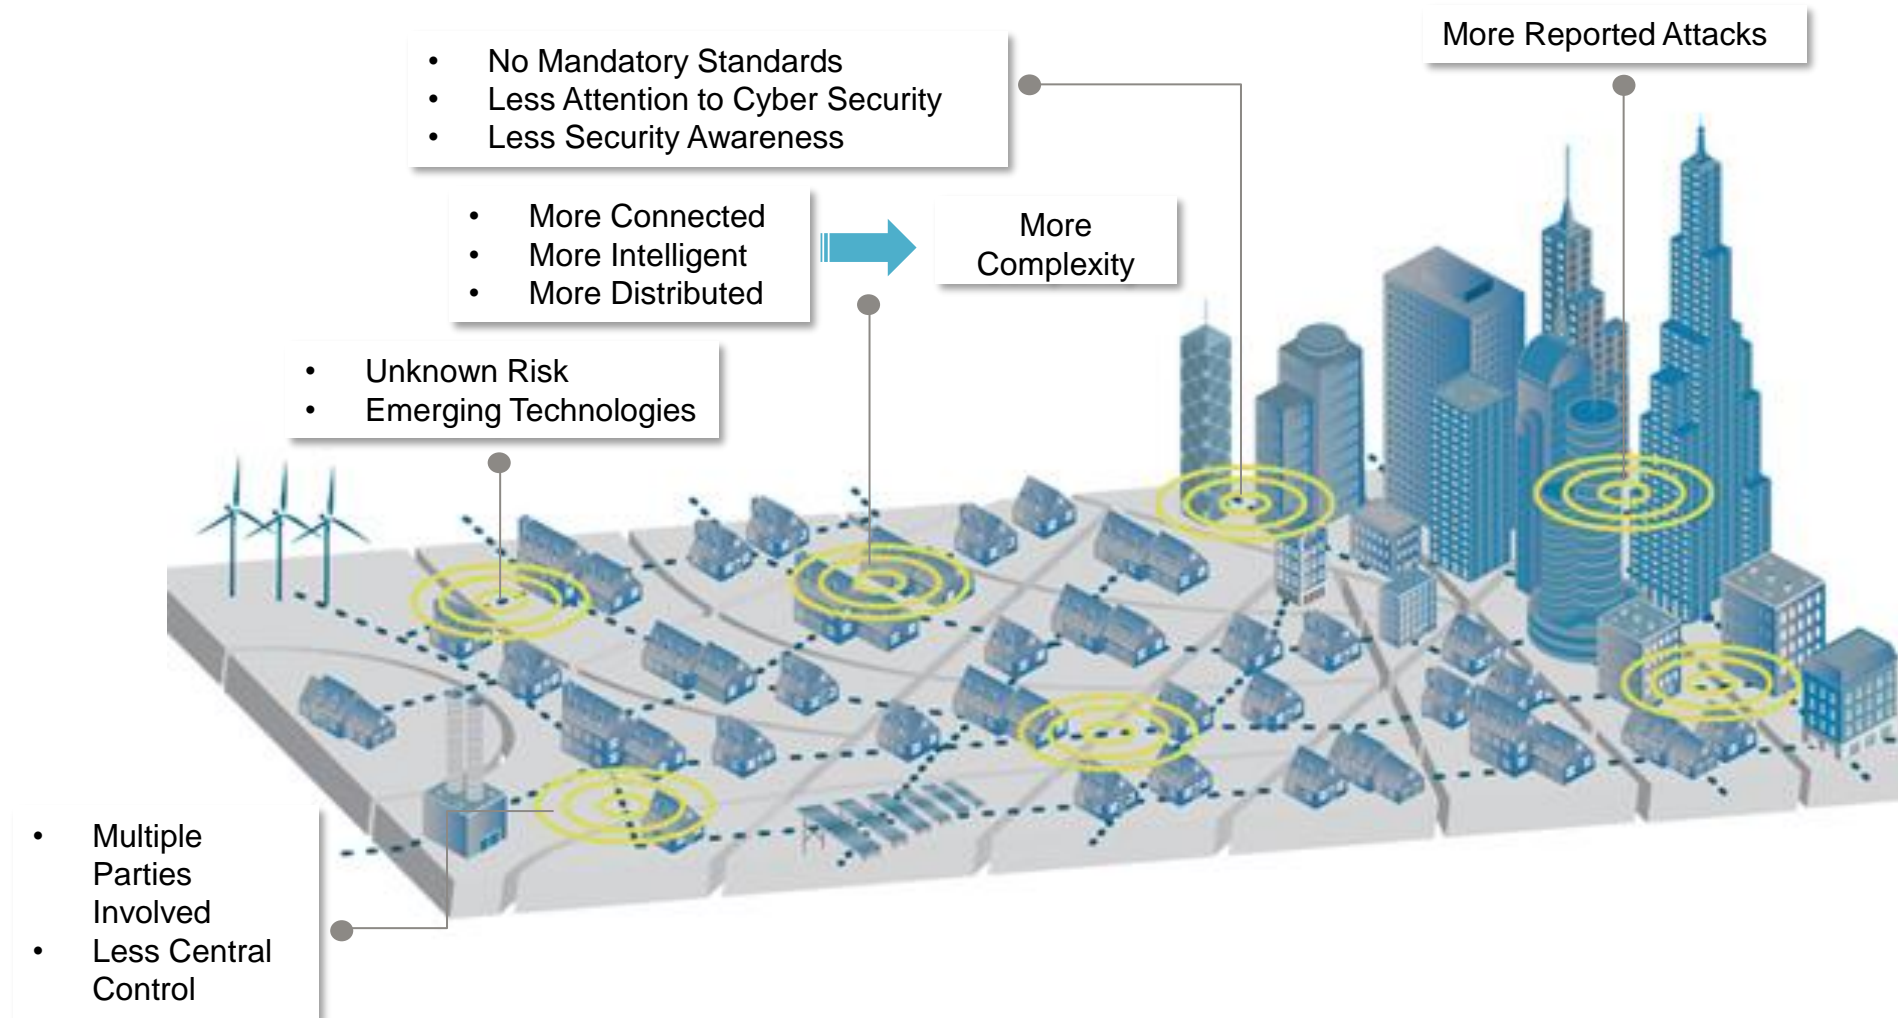 More Reported Attacks
• No Mandatory Standards
• Less Attention to Cyber Security
• Less Security Awareness
• More Connected
• More Intelligent
• More Distributed
More
Complexity
• Unknown Risk
• Emerging Technologies
• Multiple
Parties
Involved
• Less Central
Control